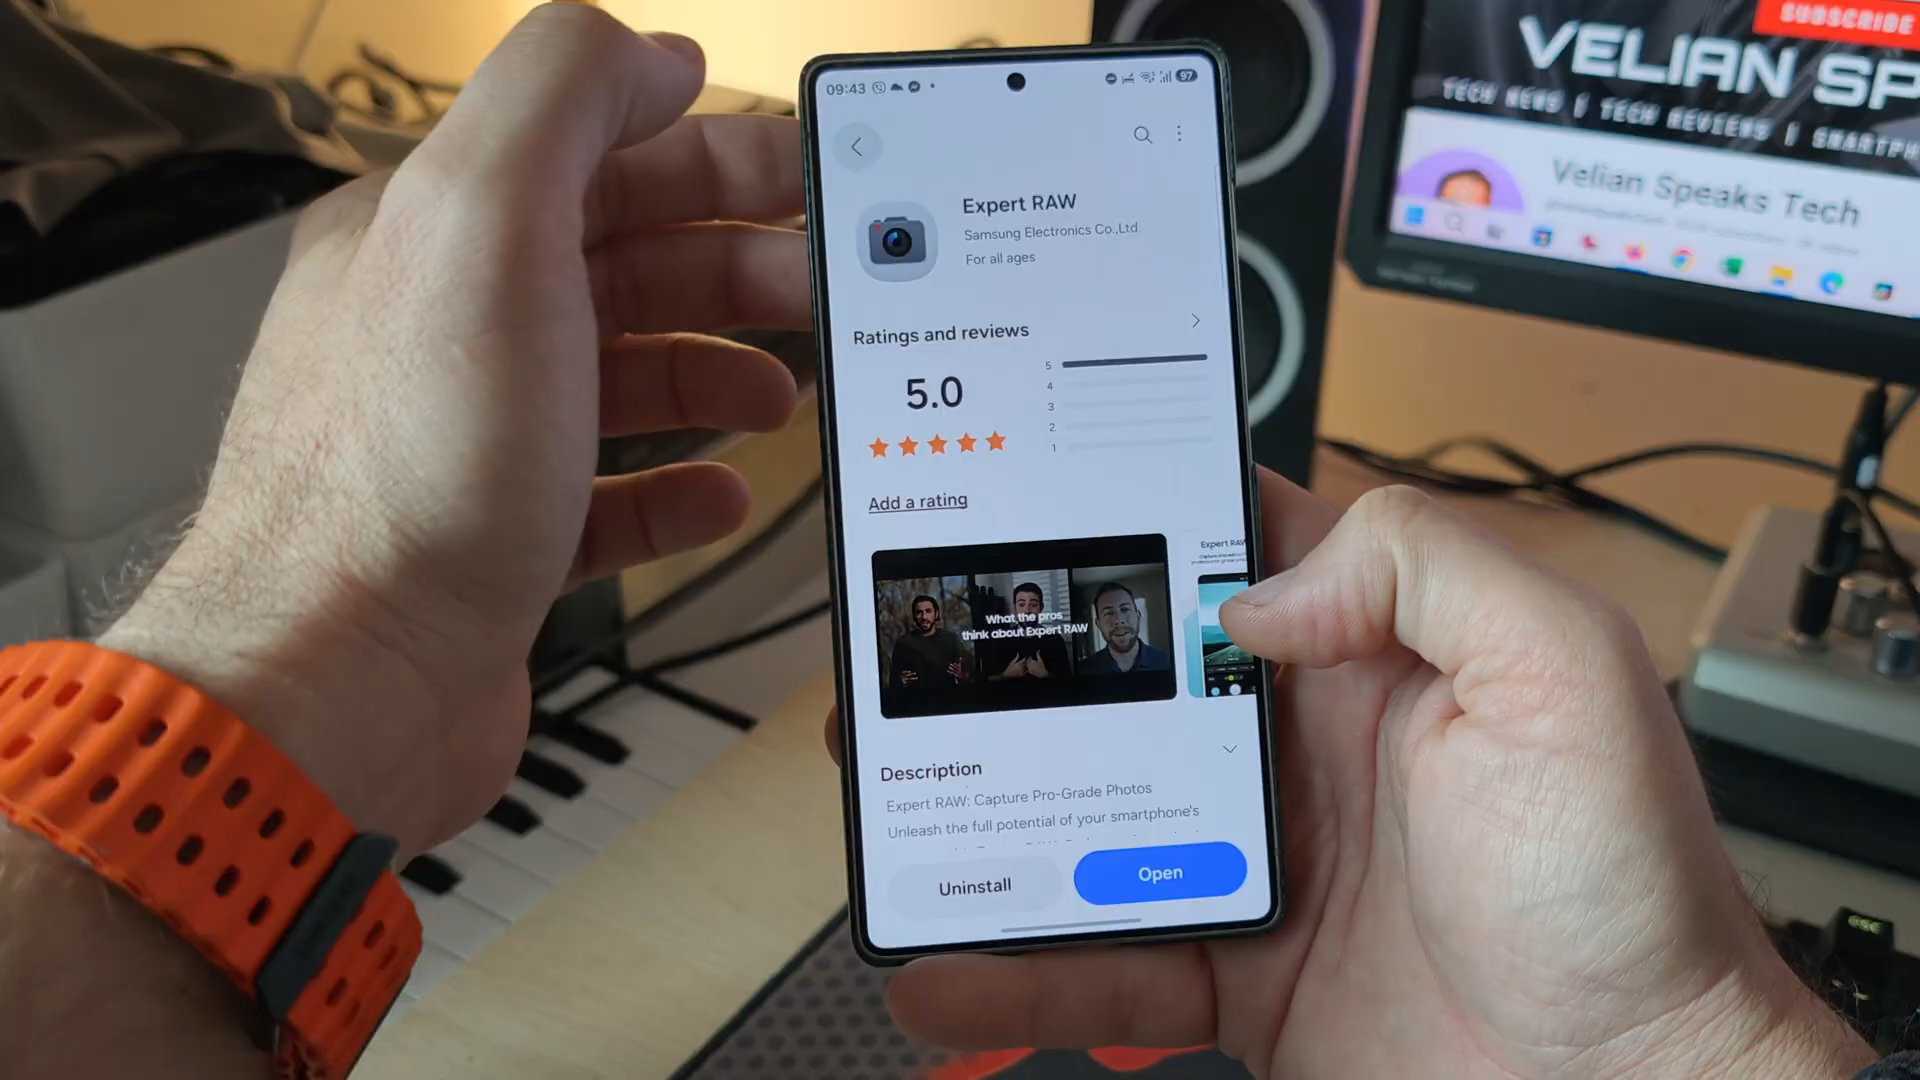 09:43
97
Expert RAW
Samsung Electronics Co.,Ltd
For all ages
Ratings and reviews
5.0
5
4
3
2
1
Add a rating
What the pros
think about Expert RAW
Expert RAW
Description
Expert RAW: Capture Pro-Grade Photos
Unleash the full potential of your smartphone's
Uninstall
Open
SUBSCRIBE
VELIAN SP
TECH NEWS | TECH REVIEWS | SMARTPH
Velian Speaks Tech
ESC